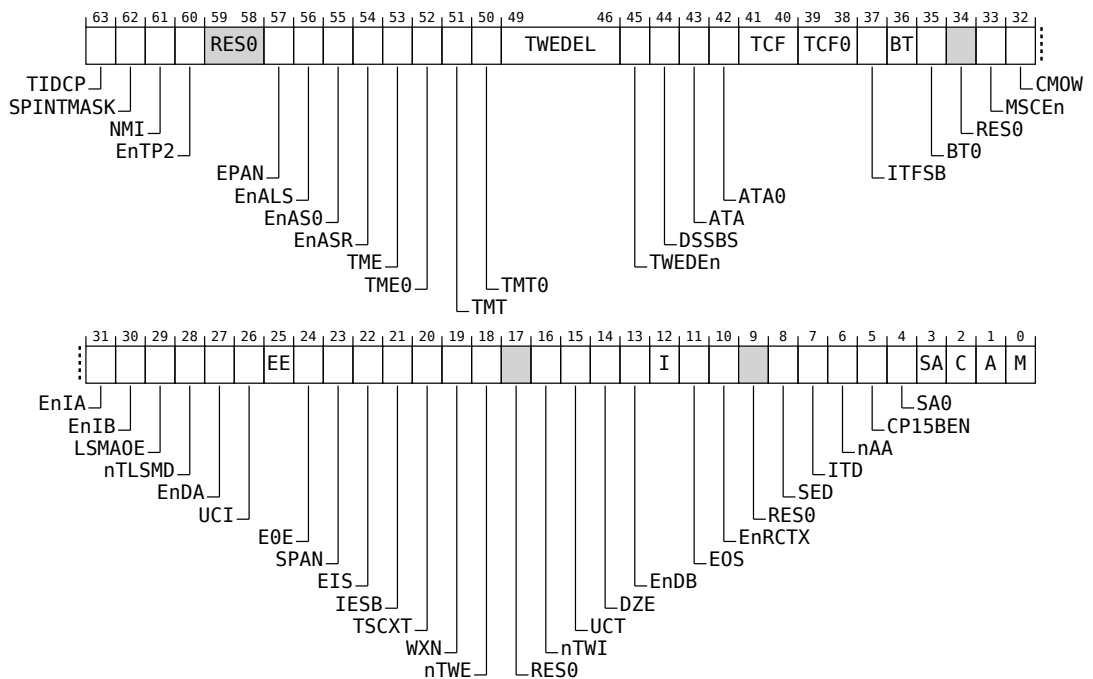 63 62 61 60 59 58 57 56 55 54 53 52 51 50 49 46 45 44 43 42 41 40 39 38 37 36 35 34 33 32
RES0 TWEDEL TCF TCF0 BT
TIDCP CMOW
SPINTMASK MSCEn
NMI RES0
EnTP2 BT0
EPAN ITFSB
EnALS ATA0
EnAS0 ATA
EnASR DSSBS
TME TWEDEn
TME0 TMT0
TMT
31 30 29 28 27 26 25 24 23 22 21 20 19 18 17 16 15 14 13 12 11 10 9 8 7 6 5 4 3 2 1 0
EE I SA C A M
EnIA SA0
EnIB CP15BEN
LSMAOE nAA
nTLSMD ITD
EnDA SED
UCI RES0
E0E EnRCTX
SPAN EOS
EIS EnDB
IESB DZE
TSCXT UCT
WXN nTWI
nTWE RES0